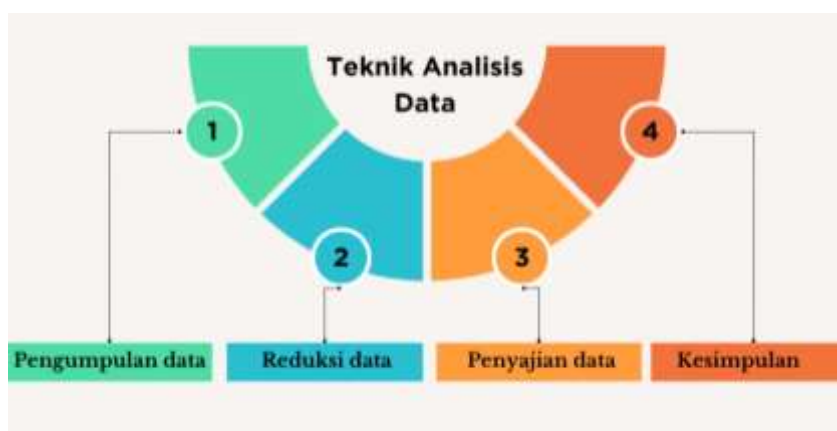 Teknik Analisis
Data
1
4
2
3
Pengumpulan data
Reduksi data
Penyajian data
Kesimpulan